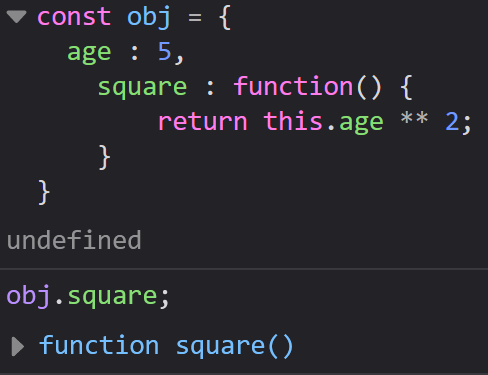 const obj = {
  age : 5,
    square : function() {
        return this.age ** 2;
    }
}
undefined
obj.square;
function square()